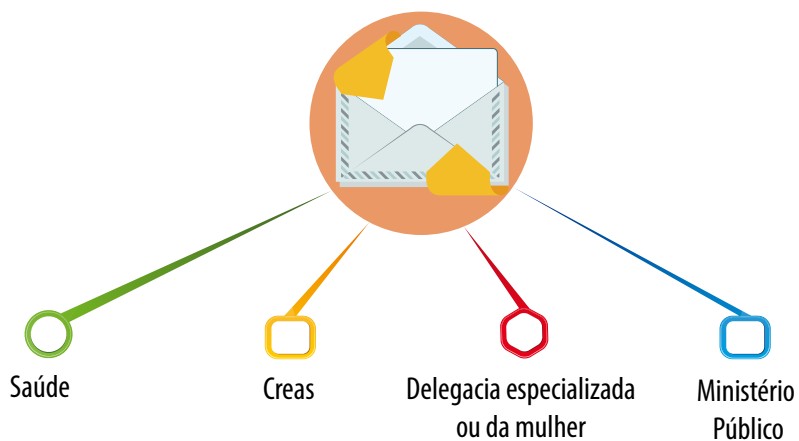 Saúde
Creas
Delegacia especializada
ou da mulher
Ministério
Público